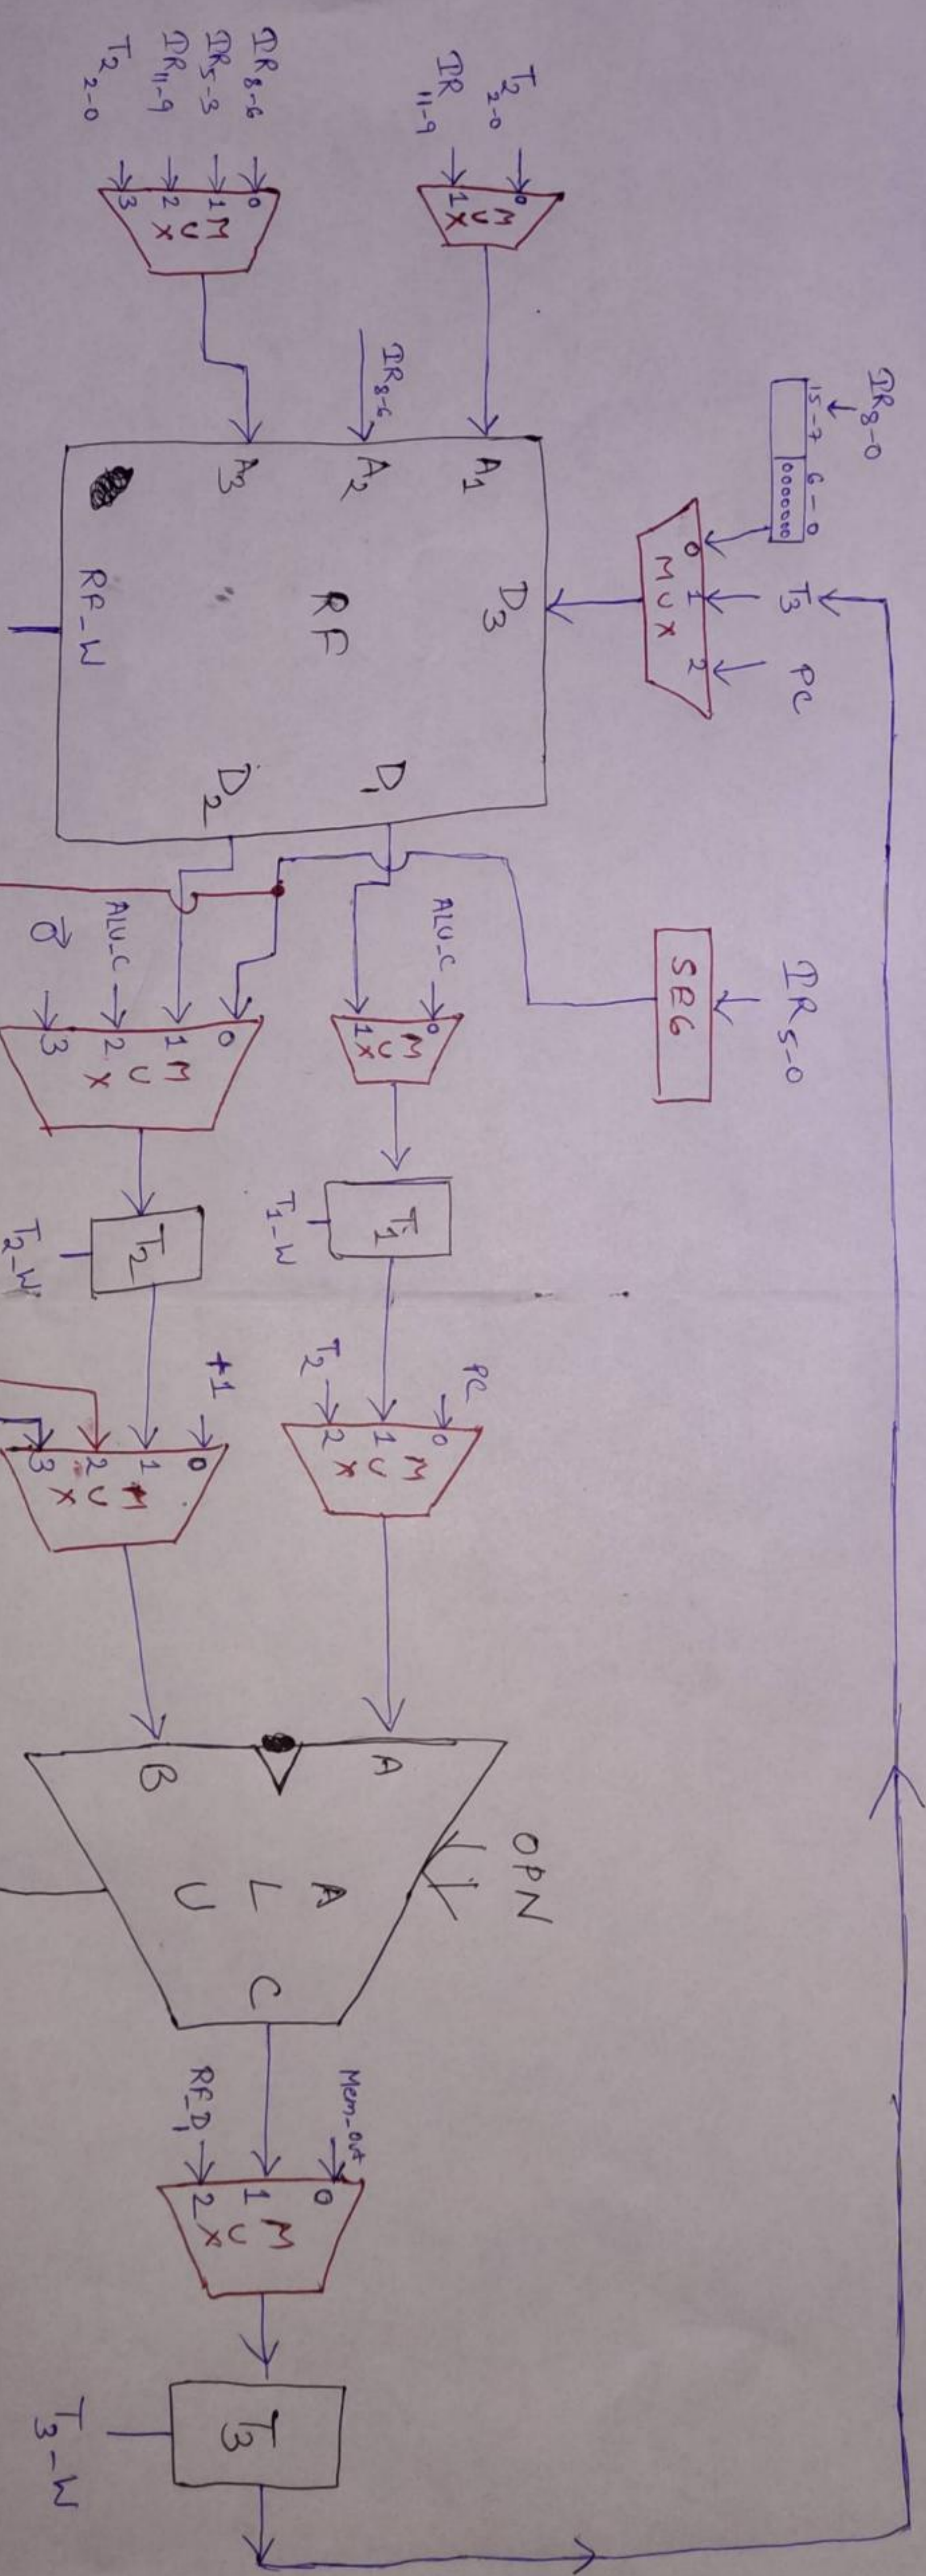 IR8-0
15-7 6-0
0000000
T3
PC
0 1 2
MUX
IR5-0
SEG
T2 2-0
IR11-9
0
1
MUX
IR8-6
IR8-6
IR5-3
IR11-9
T2 2-0
0
1
2
3
MUX
A1
A2
A3
D3
RF
RF_W
D1
D2
ALU_C
0
1
MUX
T1
T1_W
ALU_C
0
0
1
2
3
MUX
T2
T2_W
PC
T2
0
1
2
MUX
+1
0
1
2
3
MUX
OPN
A
B
ALU
C
Mem_out
RF_D1
0
1
2
MUX
T3
T3_W